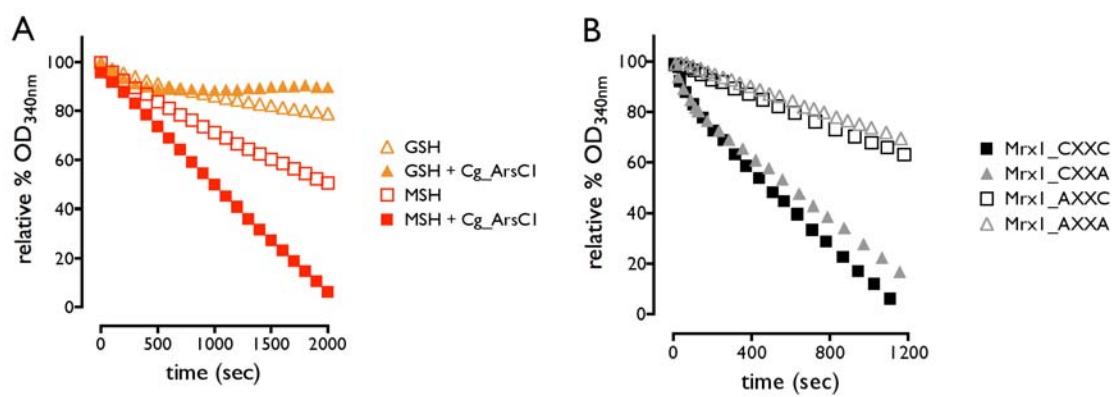 A
relative % OD340nm
100
80
60
40
20
0
0 500 1000 1500 2000
time (sec)
GSH
GSH + Cg_ArsC1
MSH
MSH + Cg_ArsC1
B
relative % OD340nm
100
80
60
40
20
0
0 400 800 1200
time (sec)
Mrx1_CXXC
Mrx1_CXXA
Mrx1_AXXC
Mrx1_AXXA